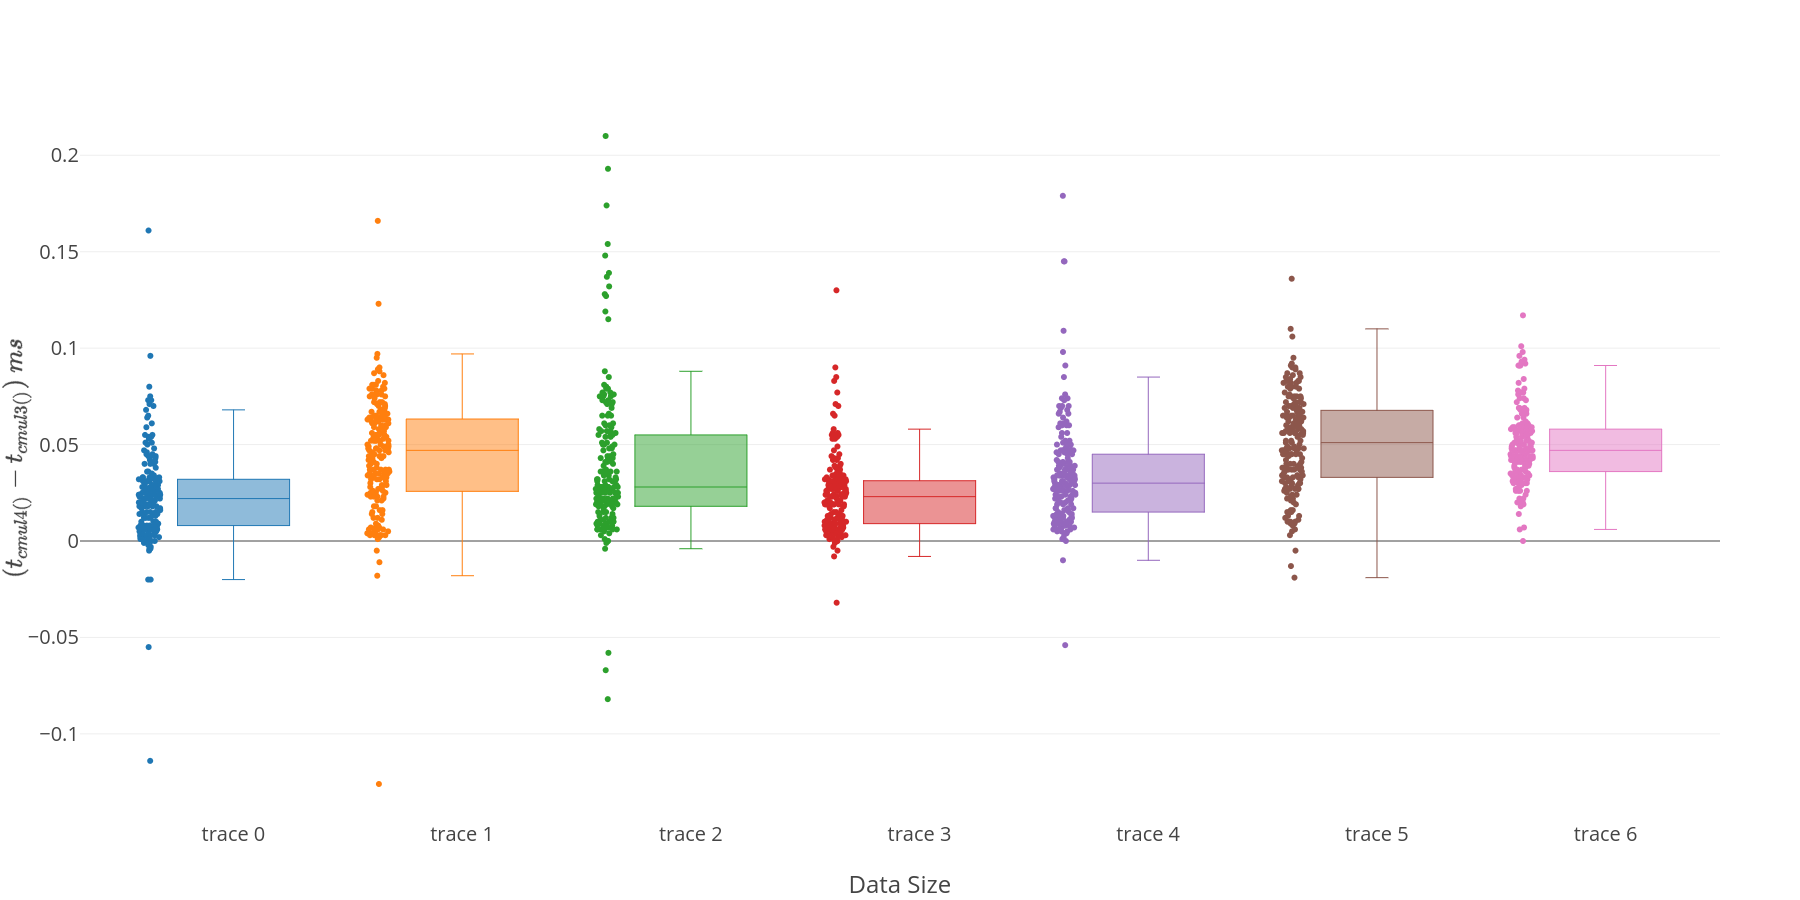 (t_cmul4() − t_cmul3()) ms
0.2
0.15
0.1
0.05
0
−0.05
−0.1
trace 0 trace 1 trace 2 trace 3 trace 4 trace 5 trace 6
Data Size